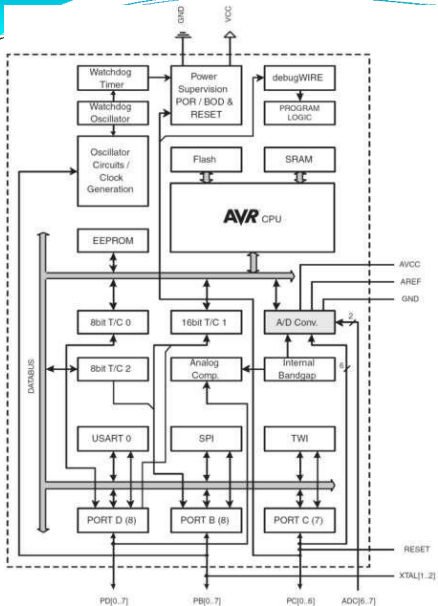 GND
VCC
Watchdog
Timer
Watchdog
Oscillator
Oscillator
Circuits /
Clock
Generation
Power
Supervision
POR / BOD &
RESET
debugWIRE
PROGRAM
LOGIC
Flash
SRAM
AVR CPU
EEPROM
AVCC
AREF
GND
8bit T/C 0
16bit T/C 1
A/D Conv.
2
8bit T/C 2
Analog
Comp.
Internal
Bandgap
6
DATABUS
USART 0
SPI
TWI
PORT D (8)
PORT B (8)
PORT C (7)
RESET
XTAL[1..2]
PD[0..7]
PB[0..7]
PC[0..6]
ADC[6..7]